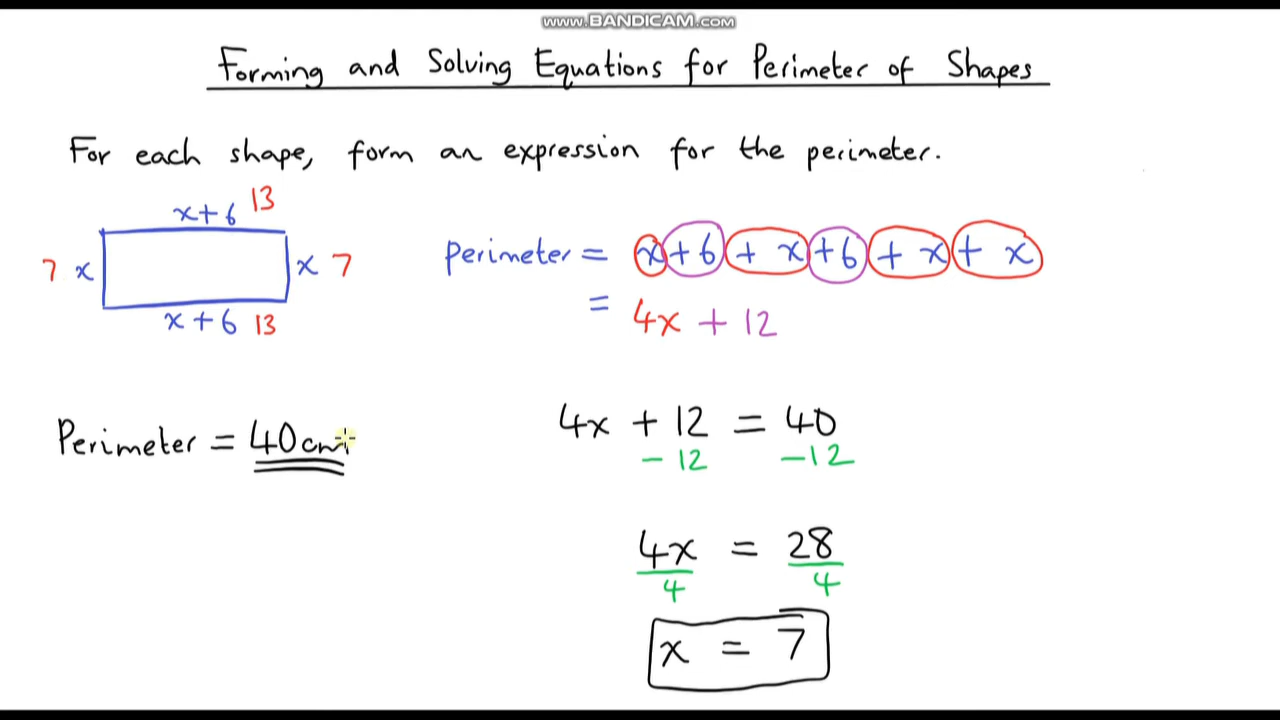 www.BANDICAM.com
Forming and Solving Equations for Perimeter of Shapes
For each shape, form an expression for the perimeter.
x+6 13
7 x
x 7
x+6 13
perimeter = x+6 + x+6 + x + x
= 4x + 12
Perimeter = 40cm
4x + 12 = 40
-12 -12
4x = 28
4 4
x = 7